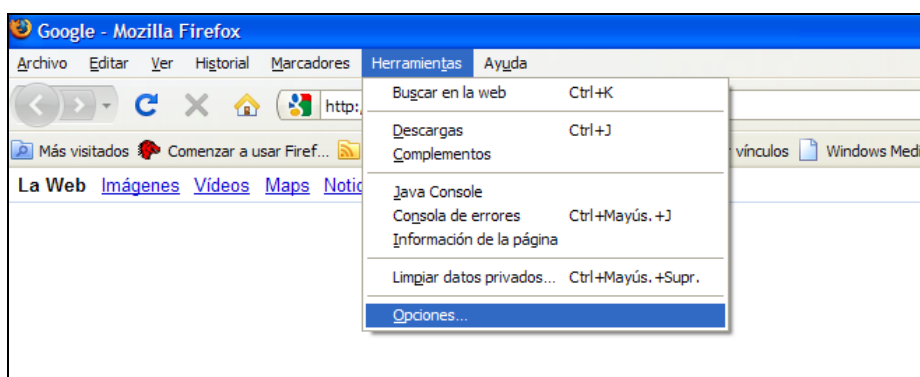 Google - Mozilla Firefox
Archivo Editar Ver Historial Marcadores Herramientas Ayuda
Buscar en la web Ctrl+K
http:
Descargas Ctrl+J
Más visitados Comenzar a usar Firef... Complementos vínculos Windows Medi
La Web Imágenes Vídeos Maps Notic
Java Console
Consola de errores Ctrl+Mayús.+J
Información de la página
Limpiar datos privados... Ctrl+Mayús.+Supr.
Opciones...